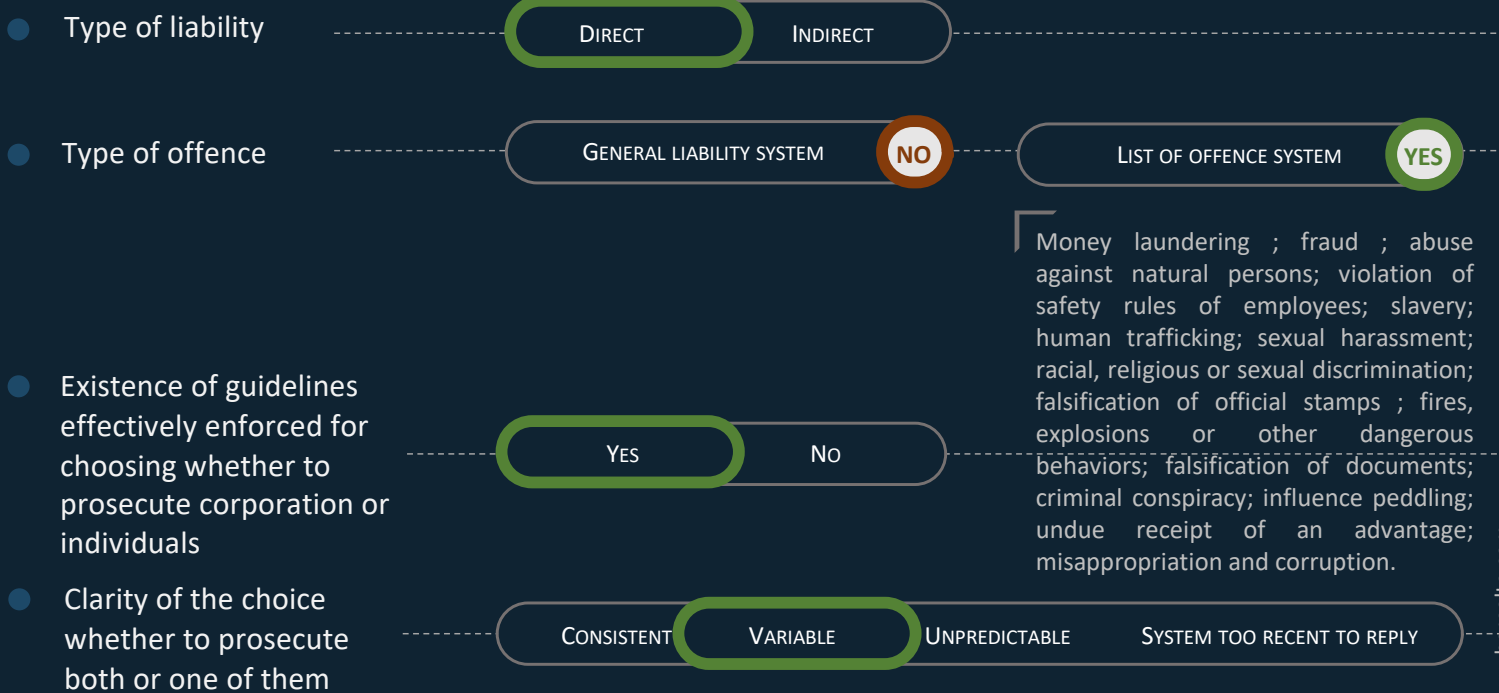 Type of liability
DIRECT INDIRECT
Type of offence
GENERAL LIABILITY SYSTEM NO LIST OF OFFENCE SYSTEM YES
Money laundering ; fraud ; abuse
against natural persons; violation of
safety rules of employees; slavery;
human trafficking; sexual harassment;
racial, religious or sexual discrimination;
falsification of official stamps ; fires,
explosions or other dangerous
behaviors; falsification of documents;
criminal conspiracy; influence peddling;
undue receipt of an advantage;
misappropriation and corruption.
Existence of guidelines
effectively enforced for
choosing whether to
prosecute corporation or
individuals
YES NO
Clarity of the choice
whether to prosecute
both or one of them
CONSISTENT VARIABLE UNPREDICTABLE SYSTEM TOO RECENT TO REPLY